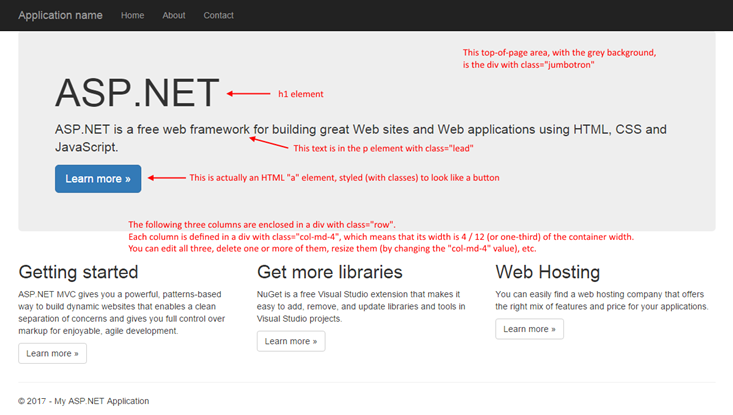 Application name Home About Contact
This top-of-page area, with the grey background,
is the div with class="jumbotron"
ASP.NET
h1 element
ASP.NET is a free web framework for building great Web sites and Web applications using HTML, CSS and
JavaScript.
This text is in the p element with class="lead"
Learn more »
This is actually an HTML "a" element, styled (with classes) to look like a button
The following three columns are enclosed in a div with class="row".
Each column is defined in a div with class="col-md-4", which means that its width is 4 / 12 (or one-third) of the container width.
You can edit all three, delete one or more of them, resize them (by changing the "col-md-4" value), etc.
Getting started
ASP.NET MVC gives you a powerful, patterns-based
way to build dynamic websites that enables a clean
separation of concerns and gives you full control over
markup for enjoyable, agile development.
Learn more »
Get more libraries
NuGet is a free Visual Studio extension that makes it
easy to add, remove, and update libraries and tools in
Visual Studio projects.
Learn more »
Web Hosting
You can easily find a web hosting company that offers
the right mix of features and price for your applications.
Learn more »
© 2017 - My ASP.NET Application